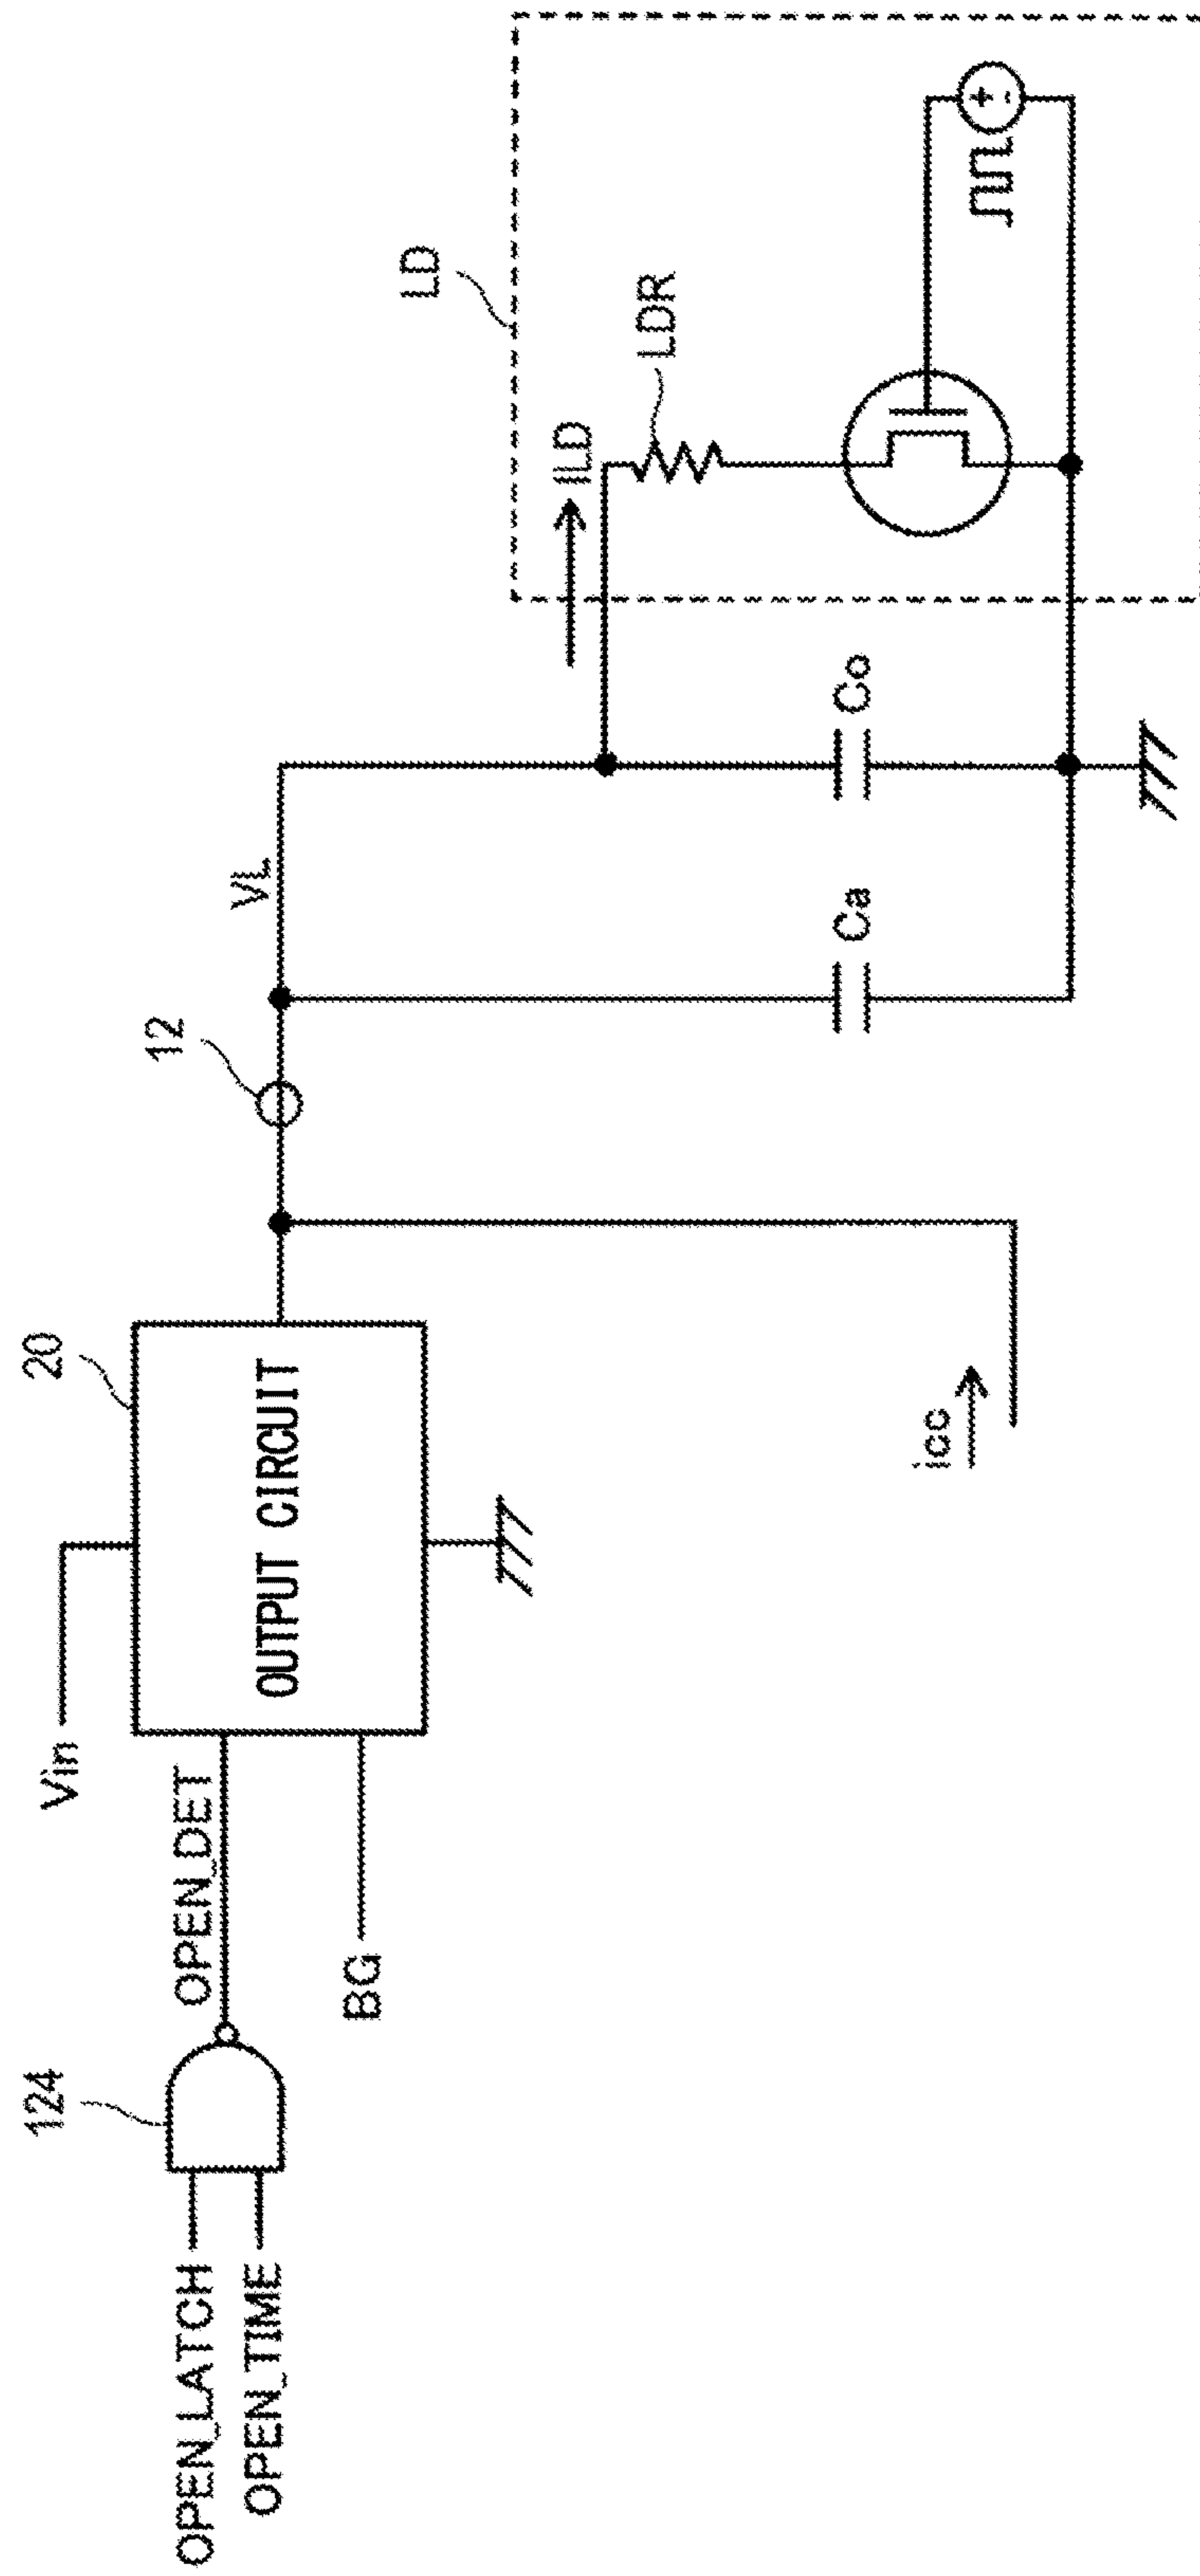 OPEN_LATCH
OPEN_TIME
124
OPEN_DET
BG
Vin
20
OUTPUT CIRCUIT
icc
12
VL
Ca
Co
ILD
LD
LDR
+
-